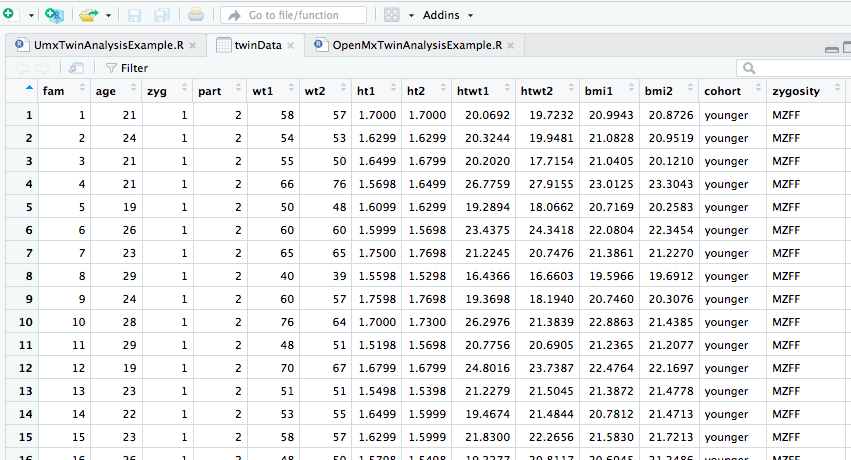 Go to file/function Addins
UmxTwinAnalysisExample.R twinData OpenMxTwinAnalysisExample.R
Filter
fam age zyg part wt1 wt2 ht1 ht2 htwt1 htwt2 bmi1 bmi2 cohort zygosity
1 1 21 1 2 58 57 1.7000 1.7000 20.0692 19.7232 20.9943 20.8726 younger MZFF
2 2 24 1 2 54 53 1.6299 1.6299 20.3244 19.9481 21.0828 20.9519 younger MZFF
3 3 21 1 2 55 50 1.6499 1.6799 20.2020 17.7154 21.0405 20.1210 younger MZFF
4 4 21 1 2 66 76 1.5698 1.6499 26.7759 27.9155 23.0125 23.3043 younger MZFF
5 5 19 1 2 50 48 1.6099 1.6299 19.2894 18.0662 20.7169 20.2583 younger MZFF
6 6 26 1 2 60 60 1.5999 1.5698 23.4375 24.3418 22.0804 22.3454 younger MZFF
7 7 23 1 2 65 65 1.7500 1.7698 21.2245 20.7476 21.3861 21.2270 younger MZFF
8 8 29 1 2 40 39 1.5598 1.5298 16.4366 16.6603 19.5966 19.6912 younger MZFF
9 9 24 1 2 60 57 1.7598 1.7698 19.3698 18.1940 20.7460 20.3076 younger MZFF
10 10 28 1 2 76 64 1.7000 1.7300 26.2976 21.3839 22.8863 21.4385 younger MZFF
11 11 29 1 2 48 51 1.5198 1.5698 20.7756 20.6905 21.2365 21.2077 younger MZFF
12 12 19 1 2 70 67 1.6799 1.6799 24.8016 23.7387 22.4764 22.1697 younger MZFF
13 13 23 1 2 51 51 1.5498 1.5398 21.2279 21.5045 21.3872 21.4778 younger MZFF
14 14 22 1 2 53 55 1.6499 1.5999 19.4674 21.4844 20.7812 21.4713 younger MZFF
15 15 23 1 2 58 57 1.6299 1.5999 21.8300 22.2656 21.5830 21.7213 younger MZFF